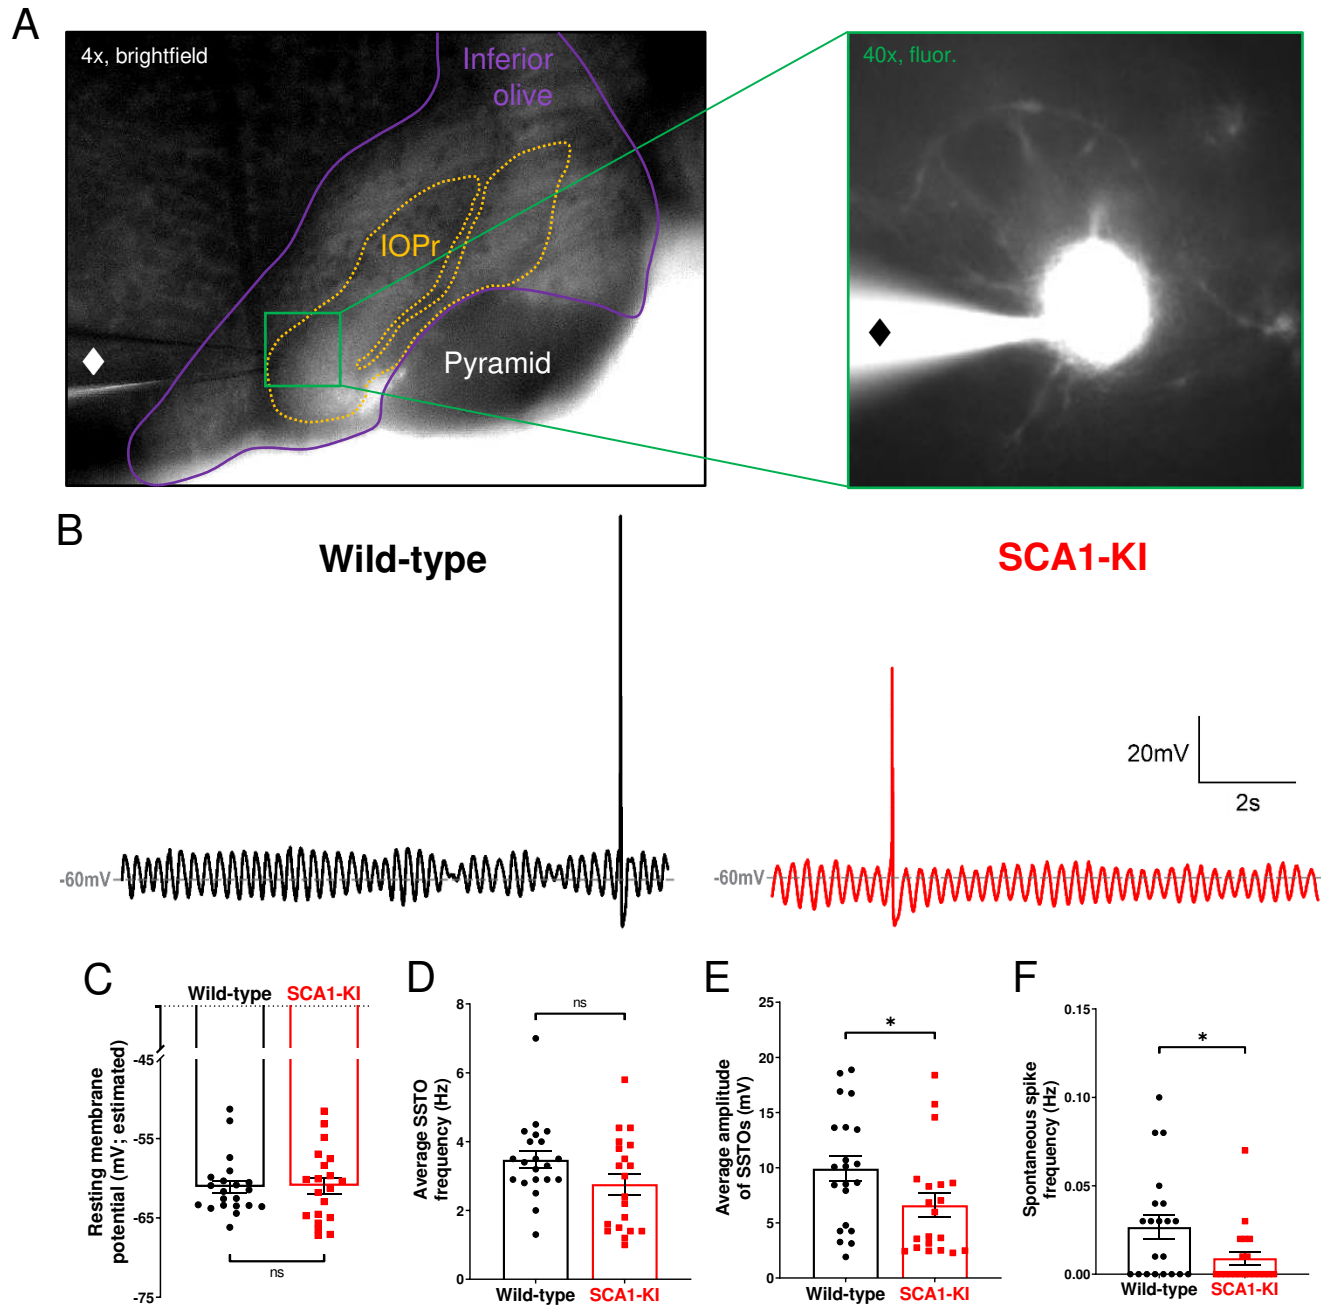 A
4x, brightfield
Inferior
olive
IOPr
Pyramid
40x, fluor.
B
Wild-type
SCA1-KI
20mV
2s
-60mV
-60mV
C
Wild-type SCA1-KI
Resting membrane
potential (mV; estimated)
-45
-55
-65
-75
ns
D
Average SSTO
frequency (Hz)
8
6
4
2
0
ns
Wild-type SCA1-KI
E
Average amplitude
of SSTOs (mV)
25
20
15
10
5
0
*
Wild-type SCA1-KI
F
Spontaneous spike
frequency (Hz)
0.15
0.10
0.05
0.00
*
Wild-type SCA1-KI